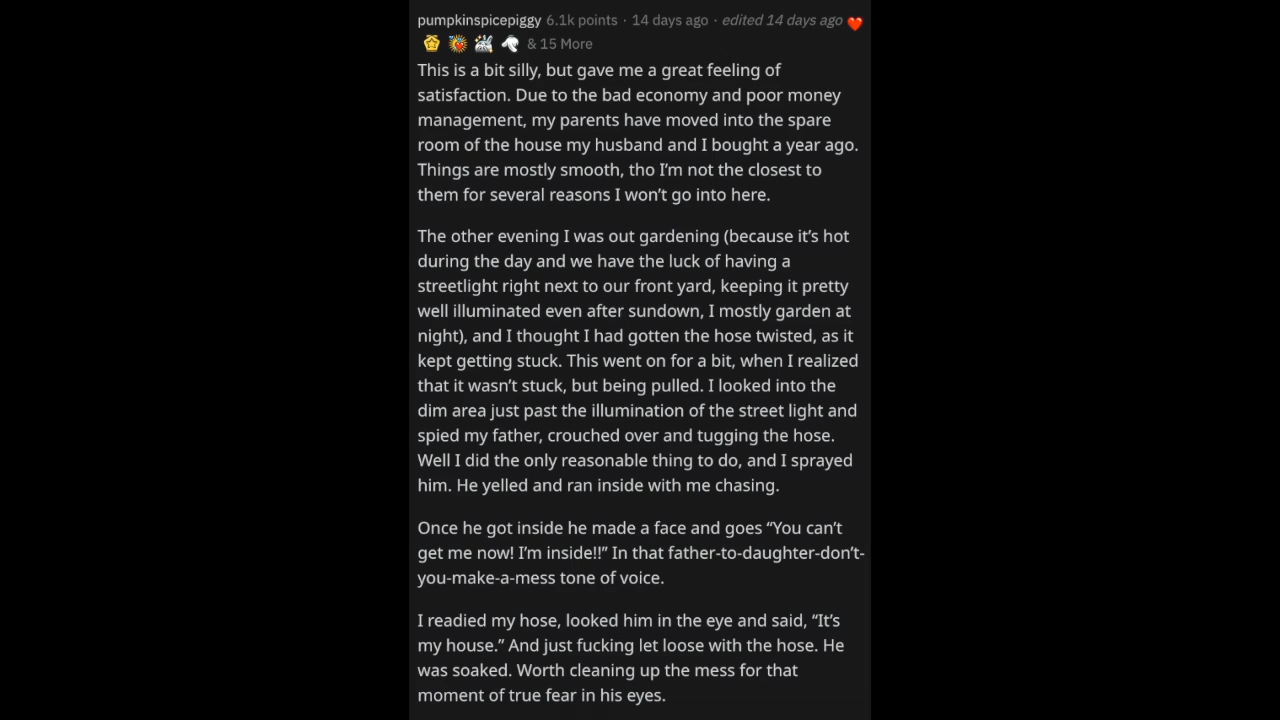 pumpkinspicepiggy 6.1k points · 14 days ago · edited 14 days ago
& 15 More
This is a bit silly, but gave me a great feeling of
satisfaction. Due to the bad economy and poor money
management, my parents have moved into the spare
room of the house my husband and I bought a year ago.
Things are mostly smooth, tho I’m not the closest to
them for several reasons I won’t go into here.
The other evening I was out gardening (because it’s hot
during the day and we have the luck of having a
streetlight right next to our front yard, keeping it pretty
well illuminated even after sundown, I mostly garden at
night), and I thought I had gotten the hose twisted, as it
kept getting stuck. This went on for a bit, when I realized
that it wasn’t stuck, but being pulled. I looked into the
dim area just past the illumination of the street light and
spied my father, crouched over and tugging the hose.
Well I did the only reasonable thing to do, and I sprayed
him. He yelled and ran inside with me chasing.
Once he got inside he made a face and goes “You can’t
get me now! I’m inside!!” In that father-to-daughter-don’t-
you-make-a-mess tone of voice.
I readied my hose, looked him in the eye and said, “It’s
my house.” And just fucking let loose with the hose. He
was soaked. Worth cleaning up the mess for that
moment of true fear in his eyes.